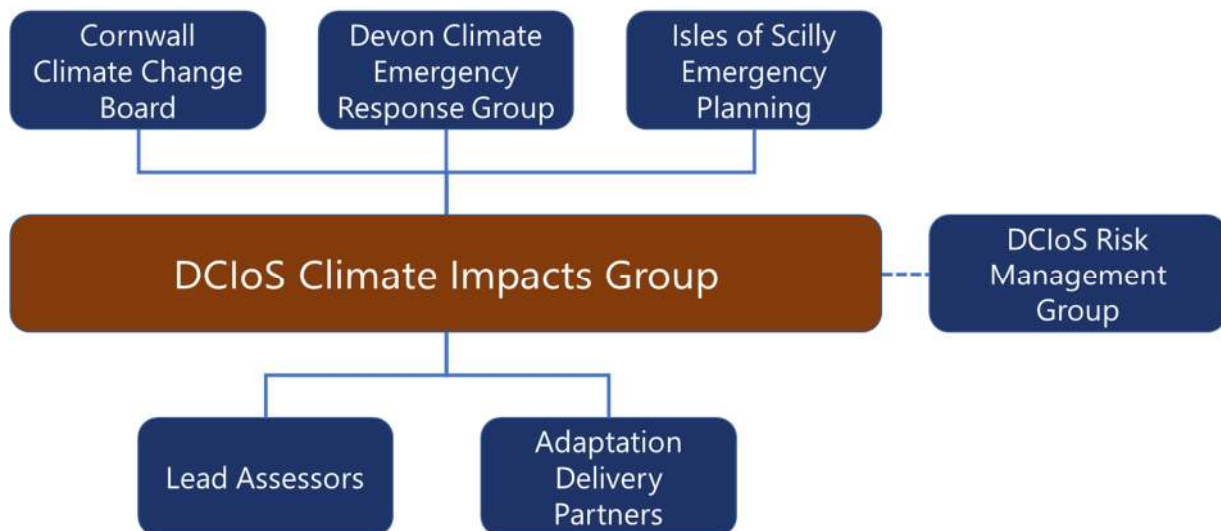 Cornwall
Climate Change
Board
Devon Climate
Emergency
Response Group
Isles of Scilly
Emergency
Planning
DCIoS Climate Impacts Group
DCIoS Risk
Management
Group
Lead Assessors
Adaptation
Delivery
Partners